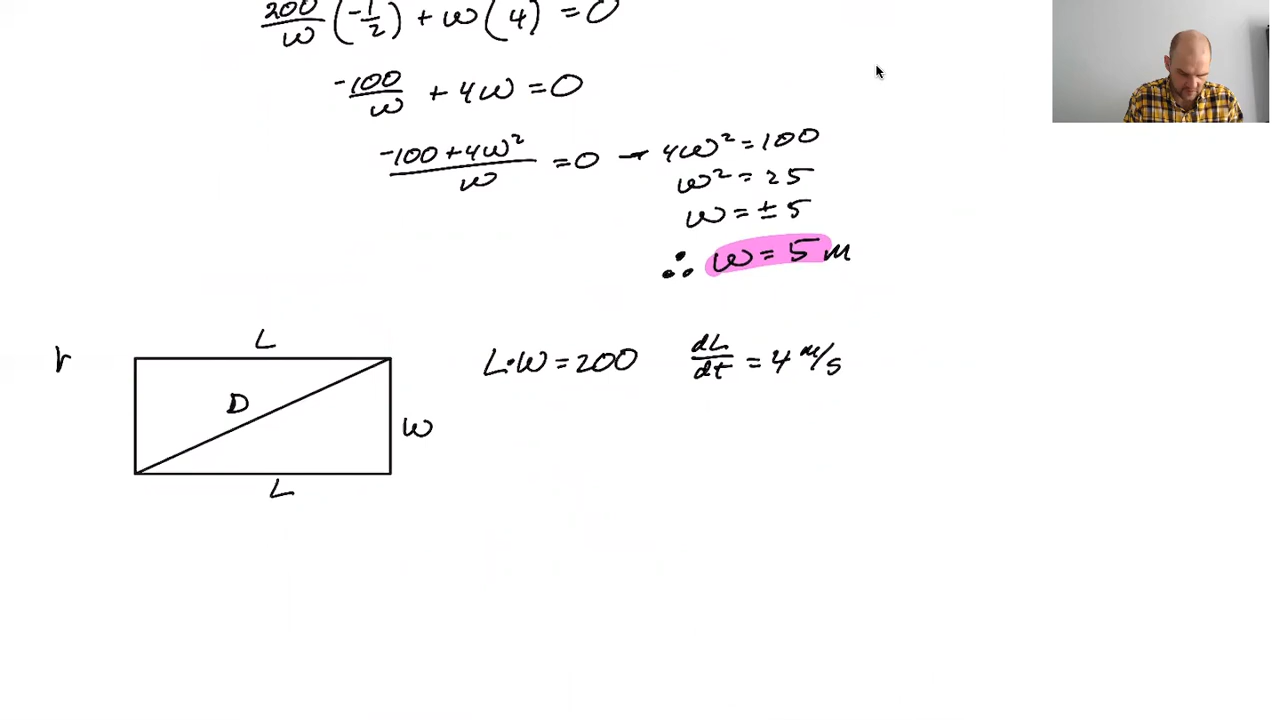 200/w (-1/2) + w (4) = 0
-100/w + 4w = 0
(-100 + 4w²)/w = 0 → 4w² = 100
w² = 25
w = ± 5
∴ w = 5 m
L
L·W = 200 dL/dt = 4 m/s
D
w
L